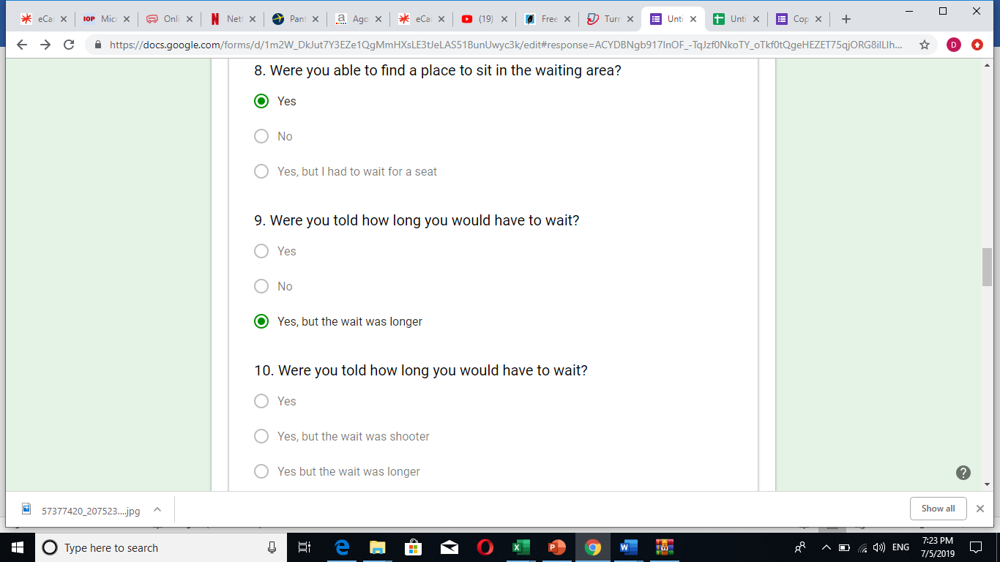 eCa
IOP Mic
Onli
Net
Pant
a Ago
eCa
(19)
Free
Turr
Unti
Unti
Cop
https://docs.google.com/forms/d/1m2W_DkJut7Y3EZe1QgMmHXsLE3tJeLAS51BunUwyc3k/edit#response=ACYDBNgb917lnOF_-TqJzf0NkoTY_oTkf0tQgeHEZET75qjORG8ilLlh...
D
8. Were you able to find a place to sit in the waiting area?
Yes
No
Yes, but I had to wait for a seat
9. Were you told how long you would have to wait?
Yes
No
Yes, but the wait was longer
10. Were you told how long you would have to wait?
Yes
Yes, but the wait was shooter
Yes but the wait was longer
57377420_207523....jpg
Show all
Type here to search
ENG
7:23 PM
7/5/2019